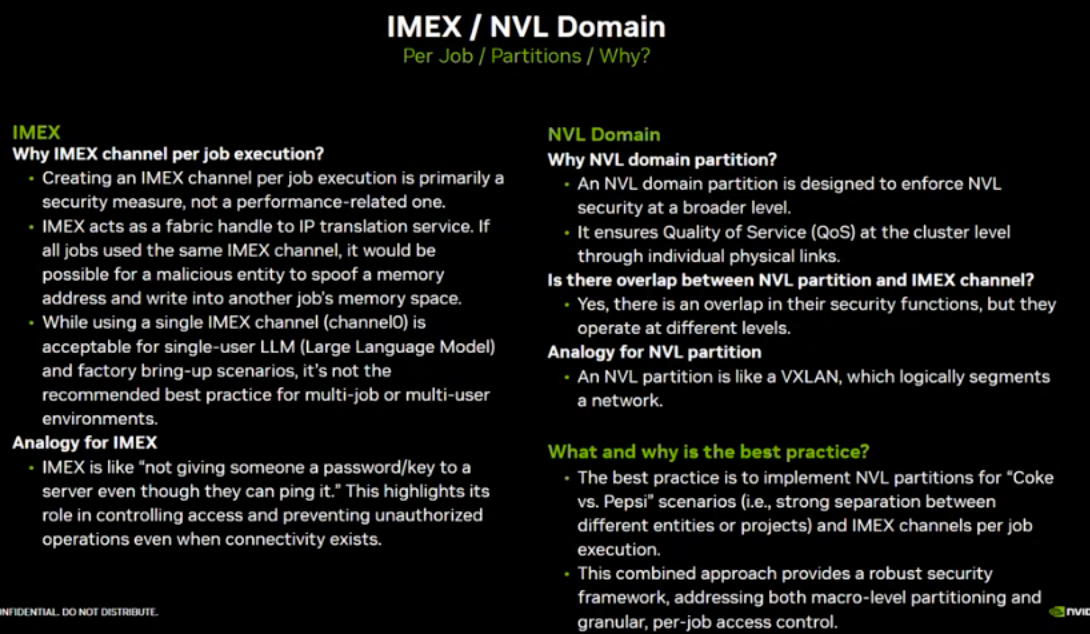 IMEX / NVL Domain
Per Job / Partitions / Why?
IMEX
Why IMEX channel per job execution?
• Creating an IMEX channel per job execution is primarily a
security measure, not a performance-related one.
• IMEX acts as a fabric handle to IP translation service. If
all jobs used the same IMEX channel, it would be
possible for a malicious entity to spoof a memory
address and write into another job's memory space.
• While using a single IMEX channel (channel0) is
acceptable for single-user LLM (Large Language Model)
and factory bring-up scenarios, it's not the
recommended best practice for multi-job or multi-user
environments.
Analogy for IMEX
• IMEX is like "not giving someone a password/key to a
server even though they can ping it." This highlights its
role in controlling access and preventing unauthorized
operations even when connectivity exists.
NVL Domain
Why NVL domain partition?
• An NVL domain partition is designed to enforce NVL
security at a broader level.
• It ensures Quality of Service (QoS) at the cluster level
through individual physical links.
Is there overlap between NVL partition and IMEX channel?
• Yes, there is an overlap in their security functions, but they
operate at different levels.
Analogy for NVL partition
• An NVL partition is like a VXLAN, which logically segments
a network.
What and why is the best practice?
• The best practice is to implement NVL partitions for "Coke
vs. Pepsi" scenarios (i.e., strong separation between
different entities or projects) and IMEX channels per job
execution.
• This combined approach provides a robust security
framework, addressing both macro-level partitioning and
granular, per-job access control.
ONFIDENTIAL. DO NOT DISTRIBUTE.
NVID